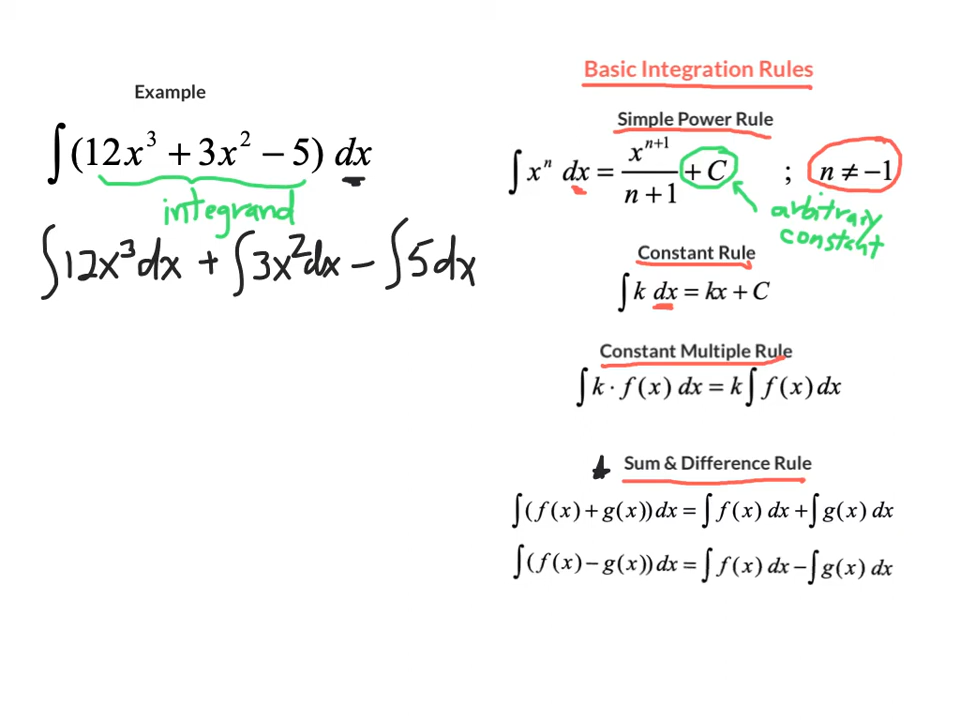 Example
∫(12x³ + 3x² − 5) dx
integrand
∫12x³dx + ∫3x²dx − ∫5dx
Basic Integration Rules
Simple Power Rule
∫xⁿ dx = xⁿ⁺¹/(n+1) + C ; n ≠ −1
arbitrary
constant
Constant Rule
∫k dx = kx + C
Constant Multiple Rule
∫k · f(x) dx = k∫f(x) dx
Sum & Difference Rule
∫(f(x) + g(x))dx = ∫f(x) dx + ∫g(x) dx
∫(f(x) − g(x))dx = ∫f(x) dx − ∫g(x) dx